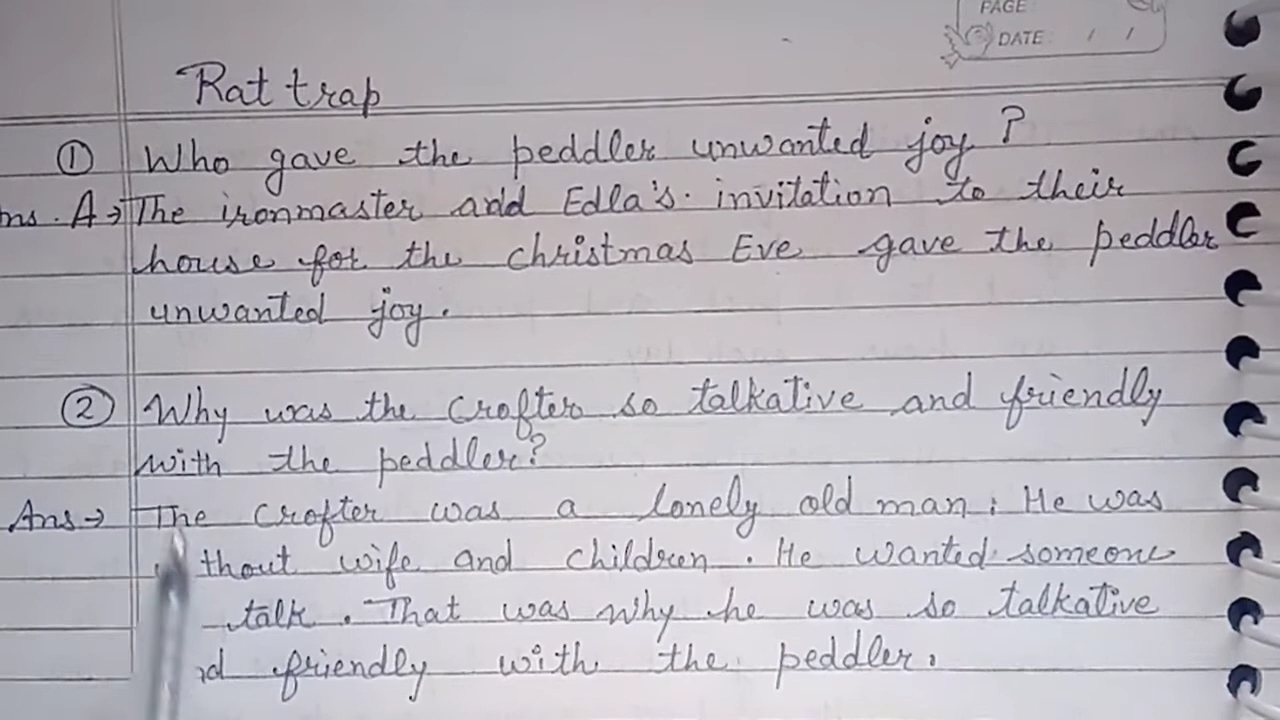 PAGE
DATE / /
Rat trap
① Who gave the peddler unwanted joy?
Ans. A→ The ironmaster and Edla's invitation to their
house for the christmas Eve gave the peddler
unwanted joy.
② Why was the crofter so talkative and friendly
with the peddler?
Ans→ The crofter was a lonely old man. He was
thout wife and children. He wanted someone
talk. That was why he was so talkative
d friendly with the peddler.